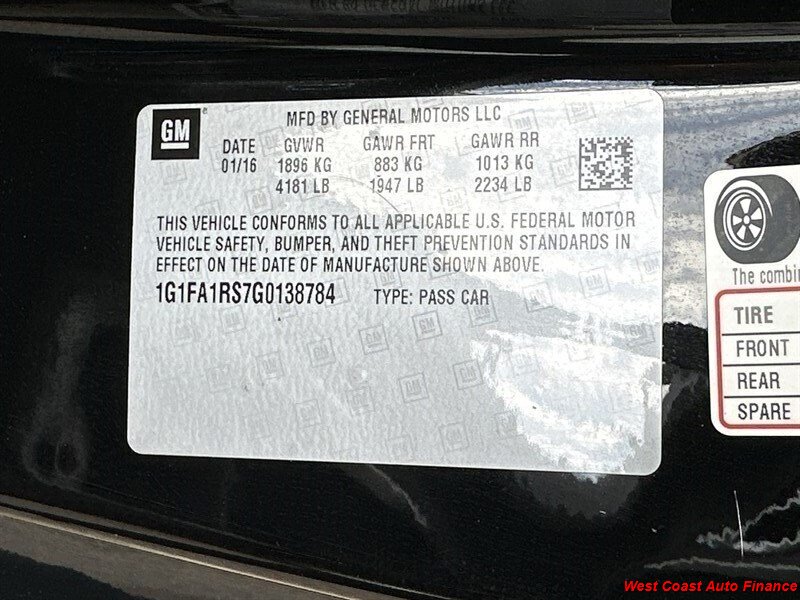 GM
MFD BY GENERAL MOTORS LLC
DATE GVWR GAWR FRT GAWR RR
01/16 1896 KG 883 KG 1013 KG
4181 LB 1947 LB 2234 LB
THIS VEHICLE CONFORMS TO ALL APPLICABLE U.S. FEDERAL MOTOR
VEHICLE SAFETY, BUMPER, AND THEFT PREVENTION STANDARDS IN
EFFECT ON THE DATE OF MANUFACTURE SHOWN ABOVE.
1G1FA1RS7G0138784 TYPE: PASS CAR
The combi
TIRE
FRONT
REAR
SPARE
West Coast Auto Finance